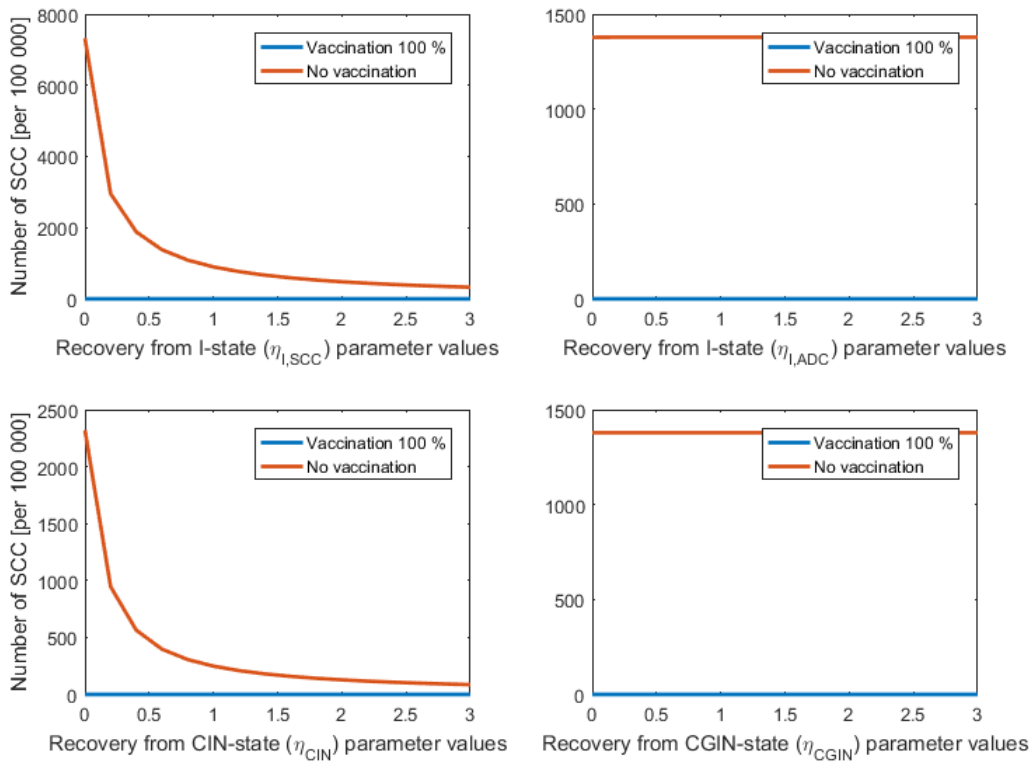 8000
6000
4000
2000
0
Number of SCC [per 100 000]
Vaccination 100 %
No vaccination
0 0.5 1 1.5 2 2.5 3
Recovery from I-state (η_I,SCC) parameter values
1500
1000
500
0
Vaccination 100 %
No vaccination
0 0.5 1 1.5 2 2.5 3
Recovery from I-state (η_I,ADC) parameter values
2500
2000
1500
1000
500
0
Number of SCC [per 100 000]
Vaccination 100 %
No vaccination
0 0.5 1 1.5 2 2.5 3
Recovery from CIN-state (η_CIN) parameter values
1500
1000
500
0
Vaccination 100 %
No vaccination
0 0.5 1 1.5 2 2.5 3
Recovery from CGIN-state (η_CGIN) parameter values